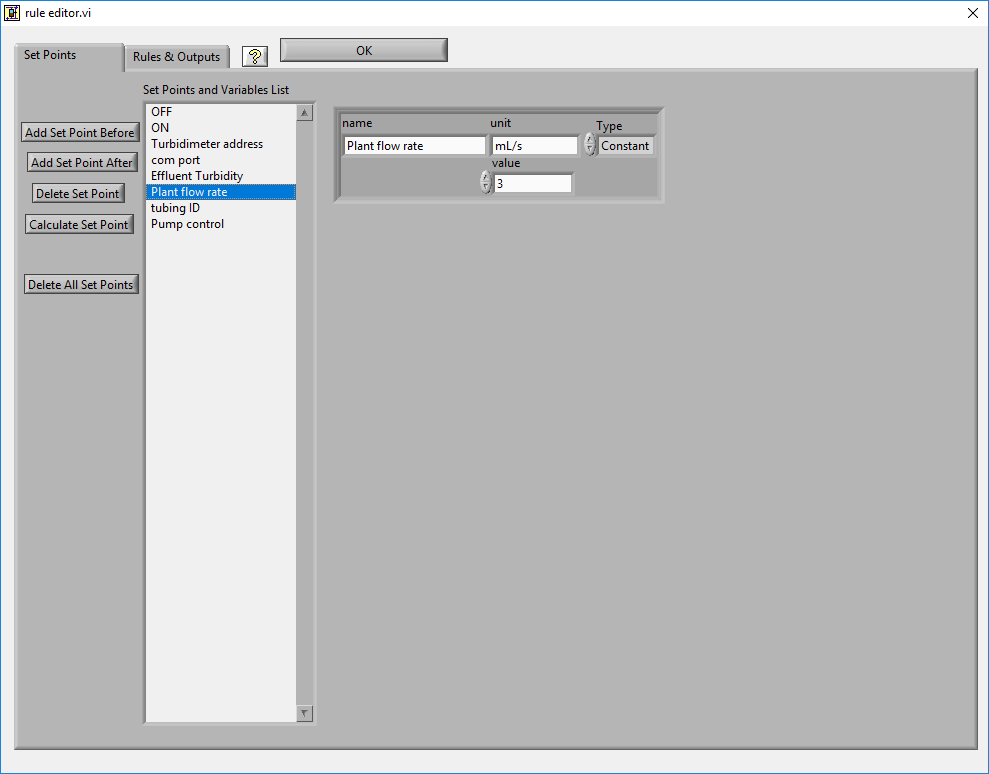 rule editor.vi
Set Points
Rules & Outputs
?
OK
Set Points and Variables List
Add Set Point Before
Add Set Point After
Delete Set Point
Calculate Set Point
Delete All Set Points
OFF
ON
Turbidimeter address
com port
Effluent Turbidity
Plant flow rate
tubing ID
Pump control
name
unit
Type
Plant flow rate
mL/s
Constant
value
3